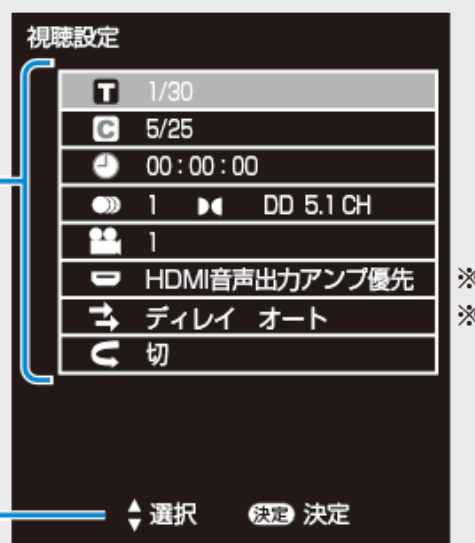 視聴設定
T 1/30
C 5/25
00:00:00
1 DD 5.1 CH
1
HDMI音声出力アンプ優先 ※
ディレイ オート ※
切
選択 決定 決定